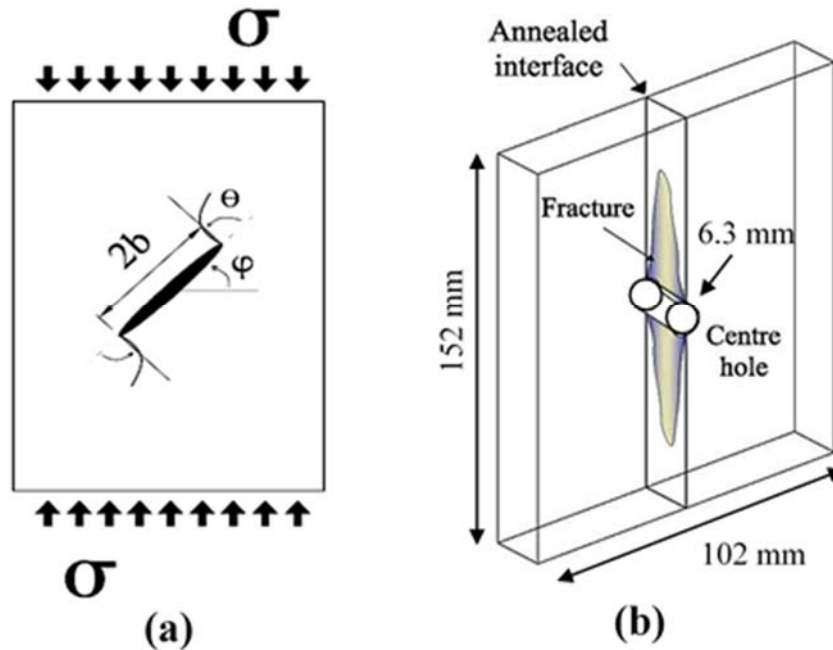 σ
θ
2b
φ
σ
(a)
Annealed
interface
Fracture
6.3 mm
152 mm
Centre
hole
102 mm
(b)